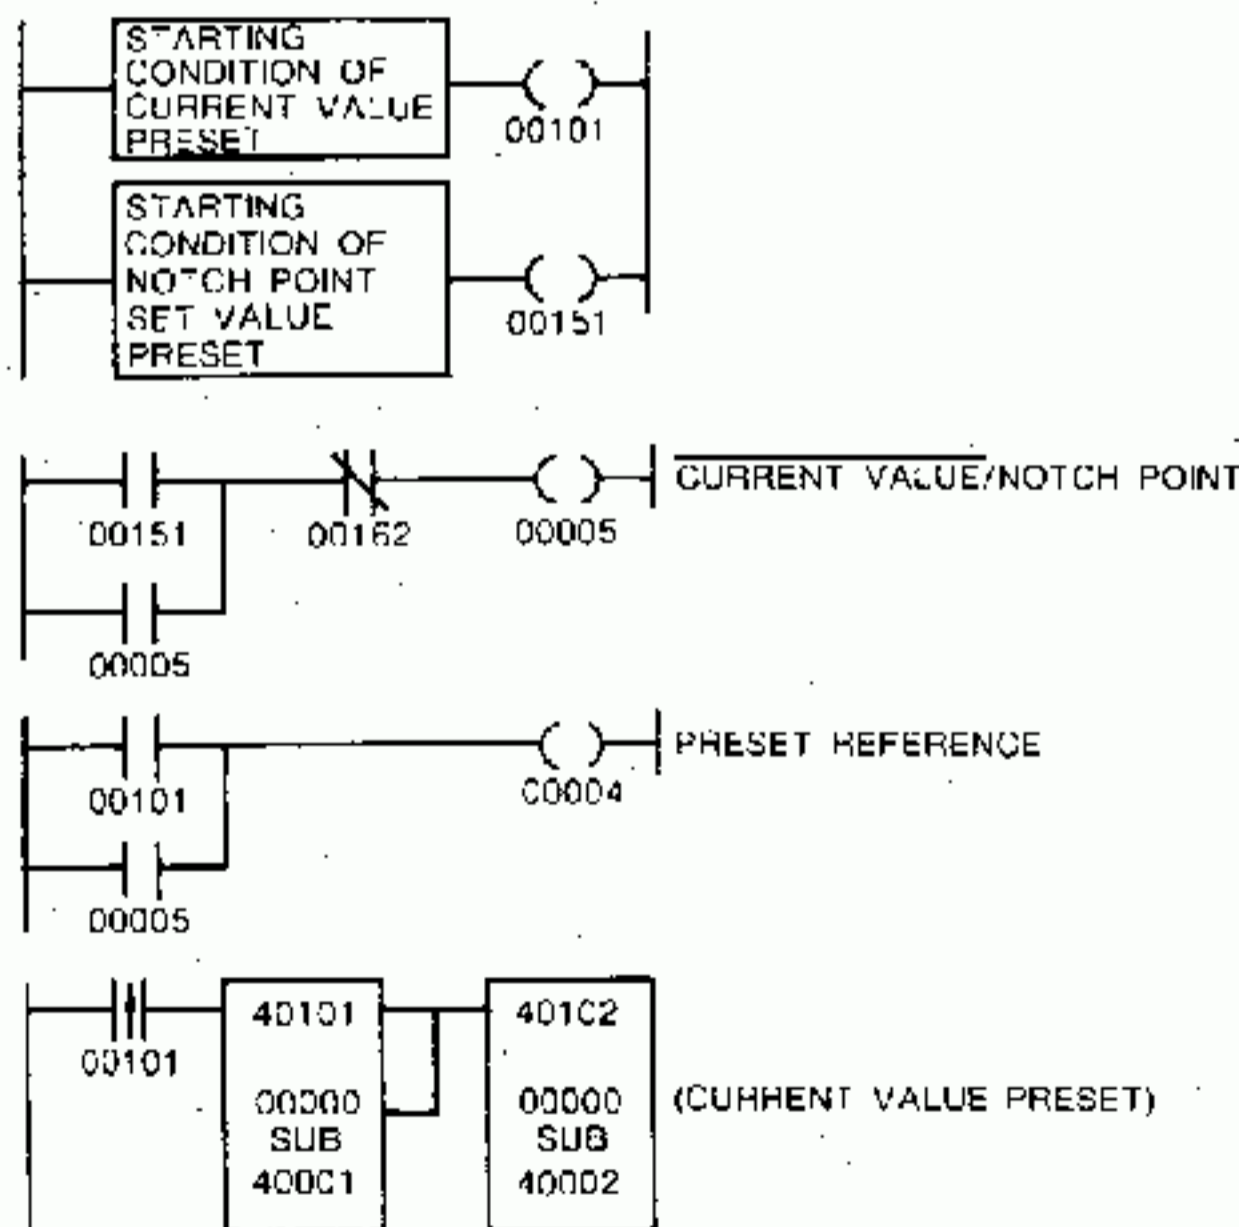 STARTING
CONDITION OF
CURRENT VALUE
PRESET
00101
STARTING
CONDITION OF
NOTCH POINT
SET VALUE
PRESET
00151
00151
00162
00005
CURRENT VALUE/NOTCH POINT
00005
00101
00004
PRESET REFERENCE
00005
00101
40101
00000
SUB
40001
40102
00000
SUB
40002
(CURRENT VALUE PRESET)